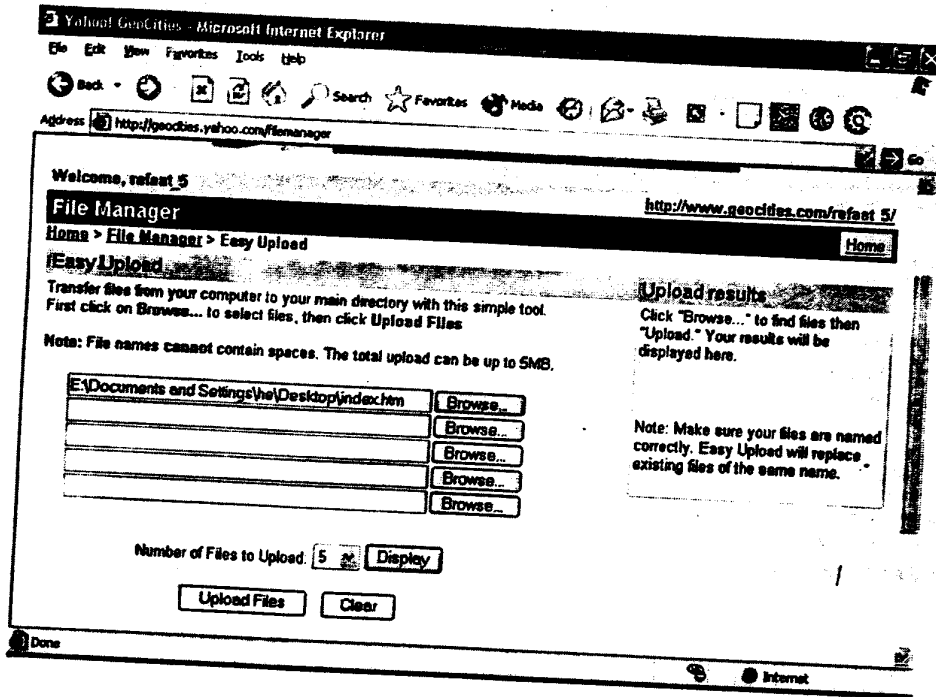 Yahoo! GeoCities - Microsoft Internet Explorer
File Edit View Favorites Tools Help
Back Search Favorites Media
Address http://geocities.yahoo.com/filemanager Go
Welcome, refaat_5
http://www.geocities.com/refaat_5/
File Manager
Home
Home > File Manager > Easy Upload
Easy Upload
Transfer files from your computer to your main directory with this simple tool.
First click on Browse... to select files, then click Upload Files
Note: File names cannot contain spaces. The total upload can be up to 5MB.
E:\Documents and Settings\he\Desktop\index.htm Browse...
Browse...
Browse...
Browse...
Browse...
Number of Files to Upload: 5 Display
Upload Files Clear
Upload results
Click "Browse..." to find files then
"Upload." Your results will be
displayed here.
Note: Make sure your files are named
correctly. Easy Upload will replace
existing files of the same name.
Done Internet